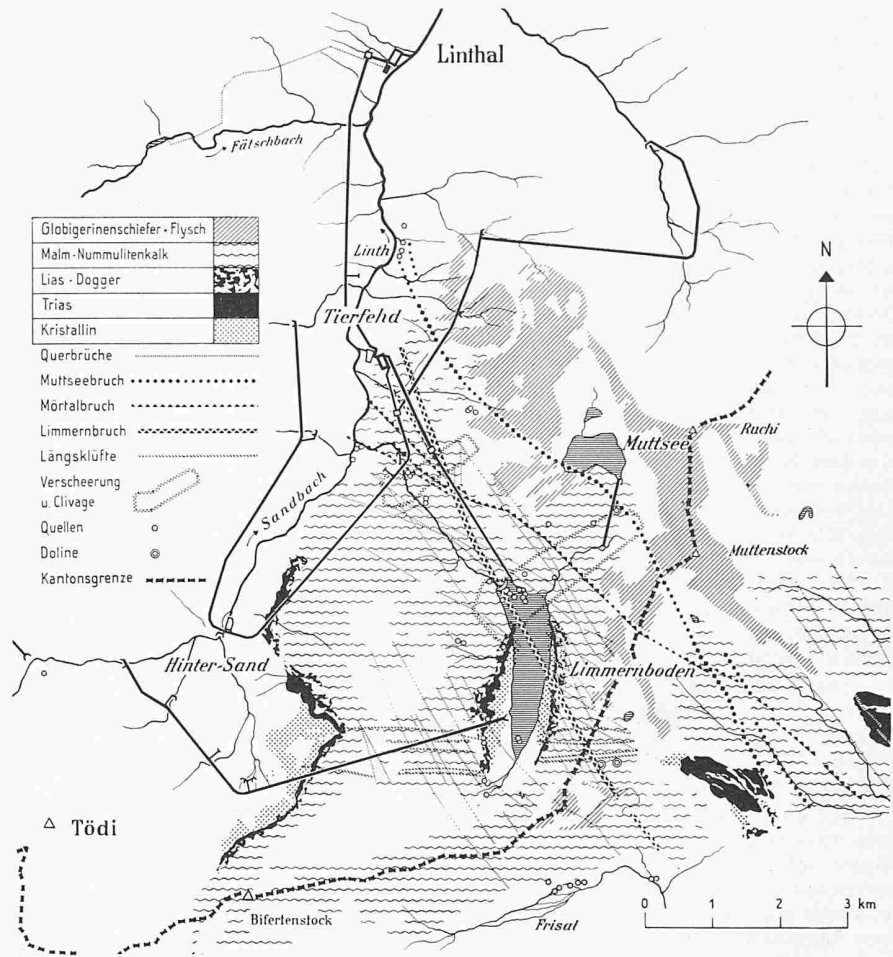 Linthal
Fätschbach
Globigerinenschiefer - Flysch
Malm-Nummulitenkalk
Lias - Dogger
Trias
Kristallin
Querbrüche
Muttseebruch
Mörtalbruch
Limmernbruch
Längsklüfte
Verscheerung
u. Clivage
Quellen
Doline
Kantonsgrenze
Linth
Tierfehd
N
Muttsee
Ruchi
Sandbach
Muttenstock
Hinter-Sand
Limmernboden
Tödi
Bifertenstock
Frisal
0 1 2 3 km